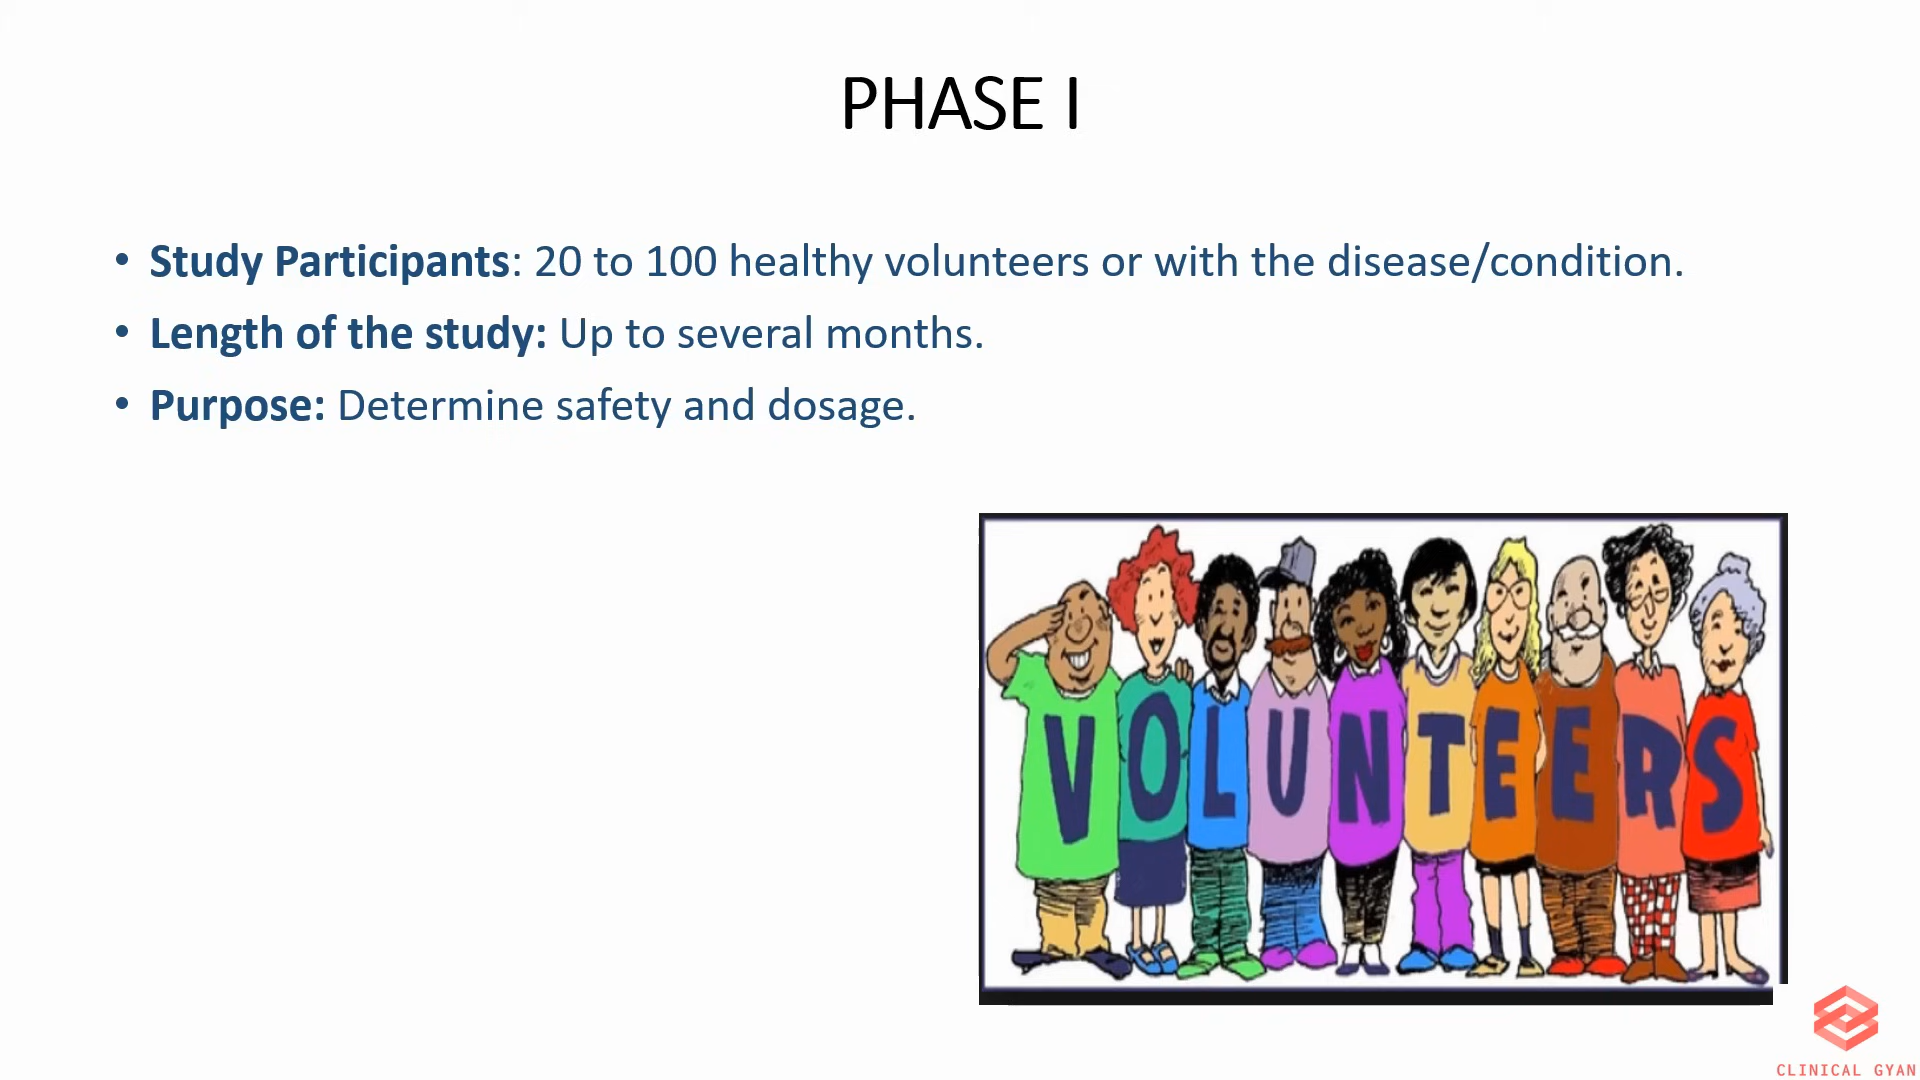 PHASE I
• Study Participants: 20 to 100 healthy volunteers or with the disease/condition.
• Length of the study: Up to several months.
• Purpose: Determine safety and dosage.
VOLUNTEERS
CLINICAL GYAN